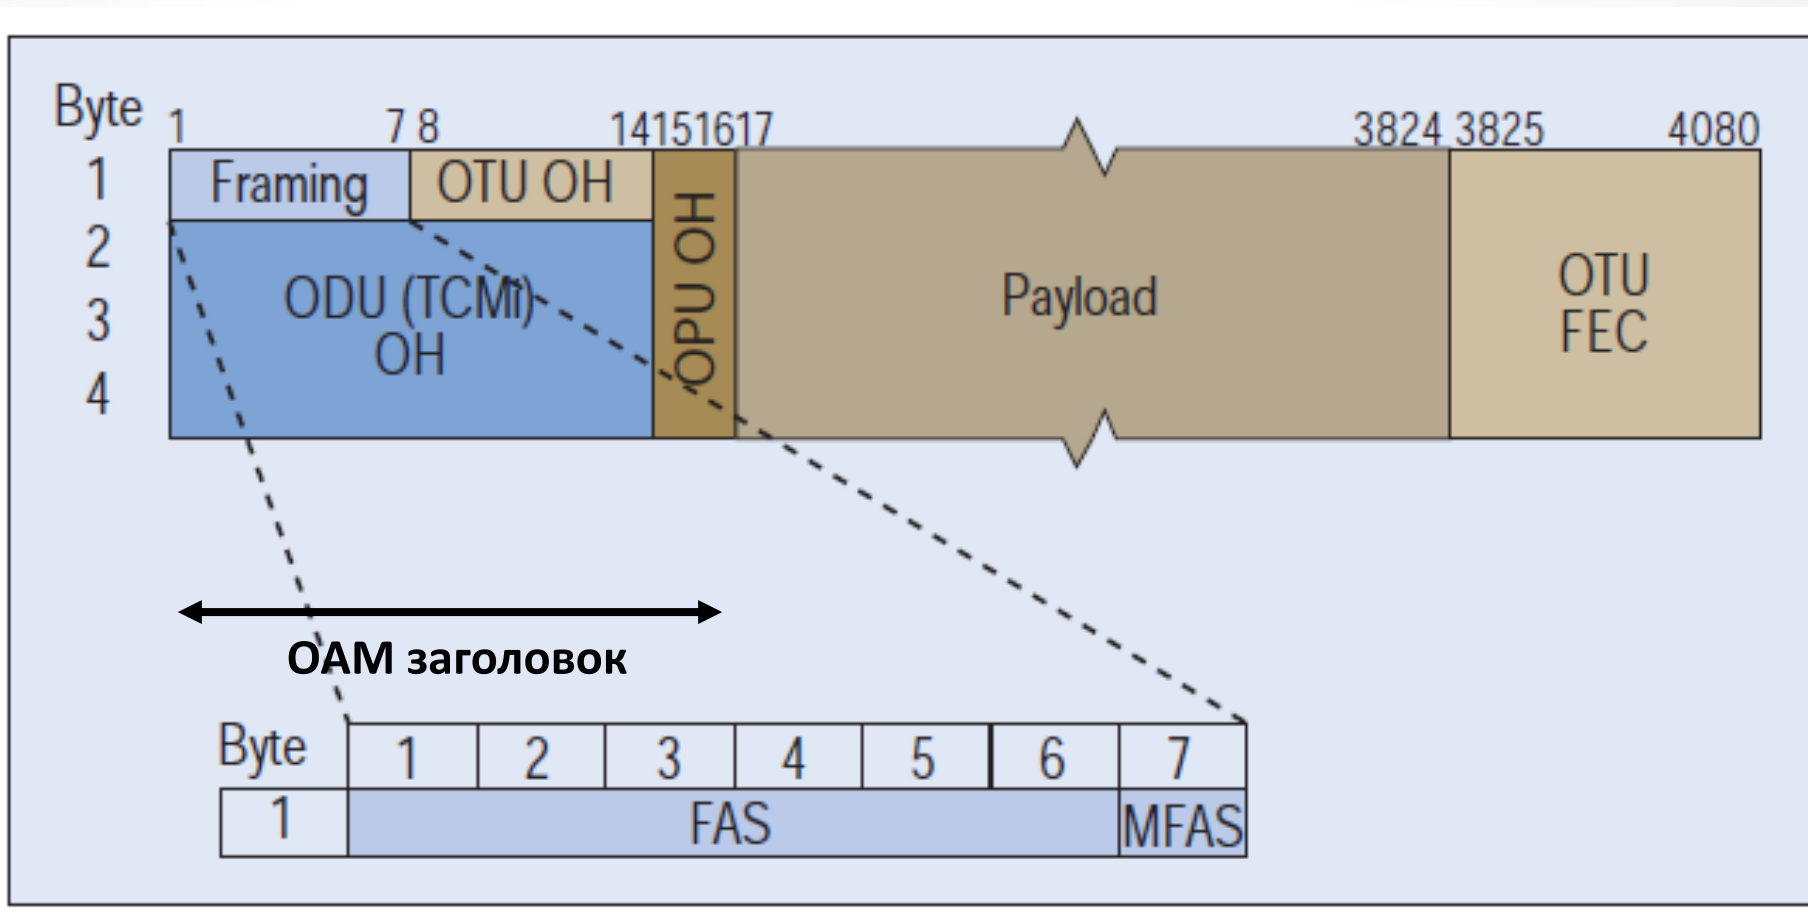 Byte 1 7 8 14151617 3824 3825 4080
1 Framing OTU OH
2
3
4
ODU (TCMi)
OH
OPU OH
Payload
OTU
FEC
OAM заголовок
Byte 1 2 3 4 5 6 7
1 FAS MFAS